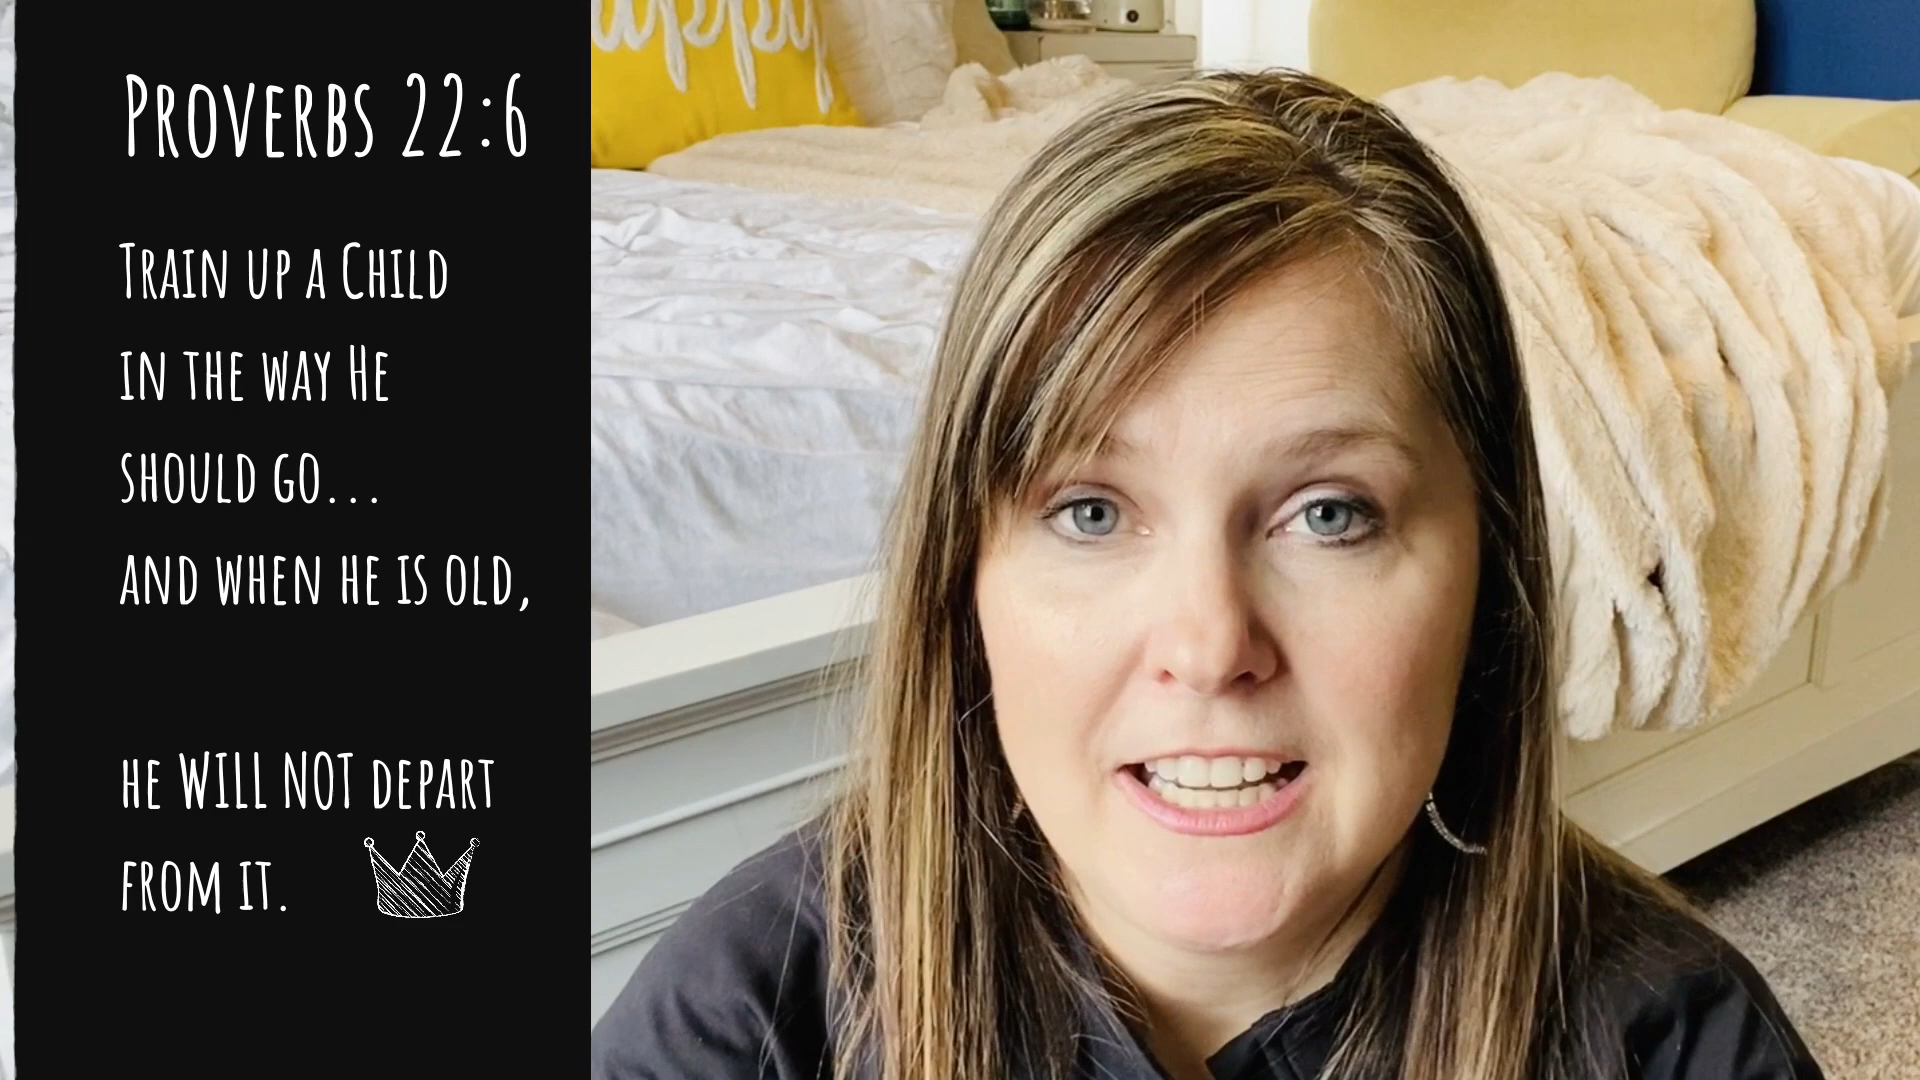 Proverbs 22:6
Train up a Child
in the way He
should go...
and when he is old,
he WILL NOT depart
from it.